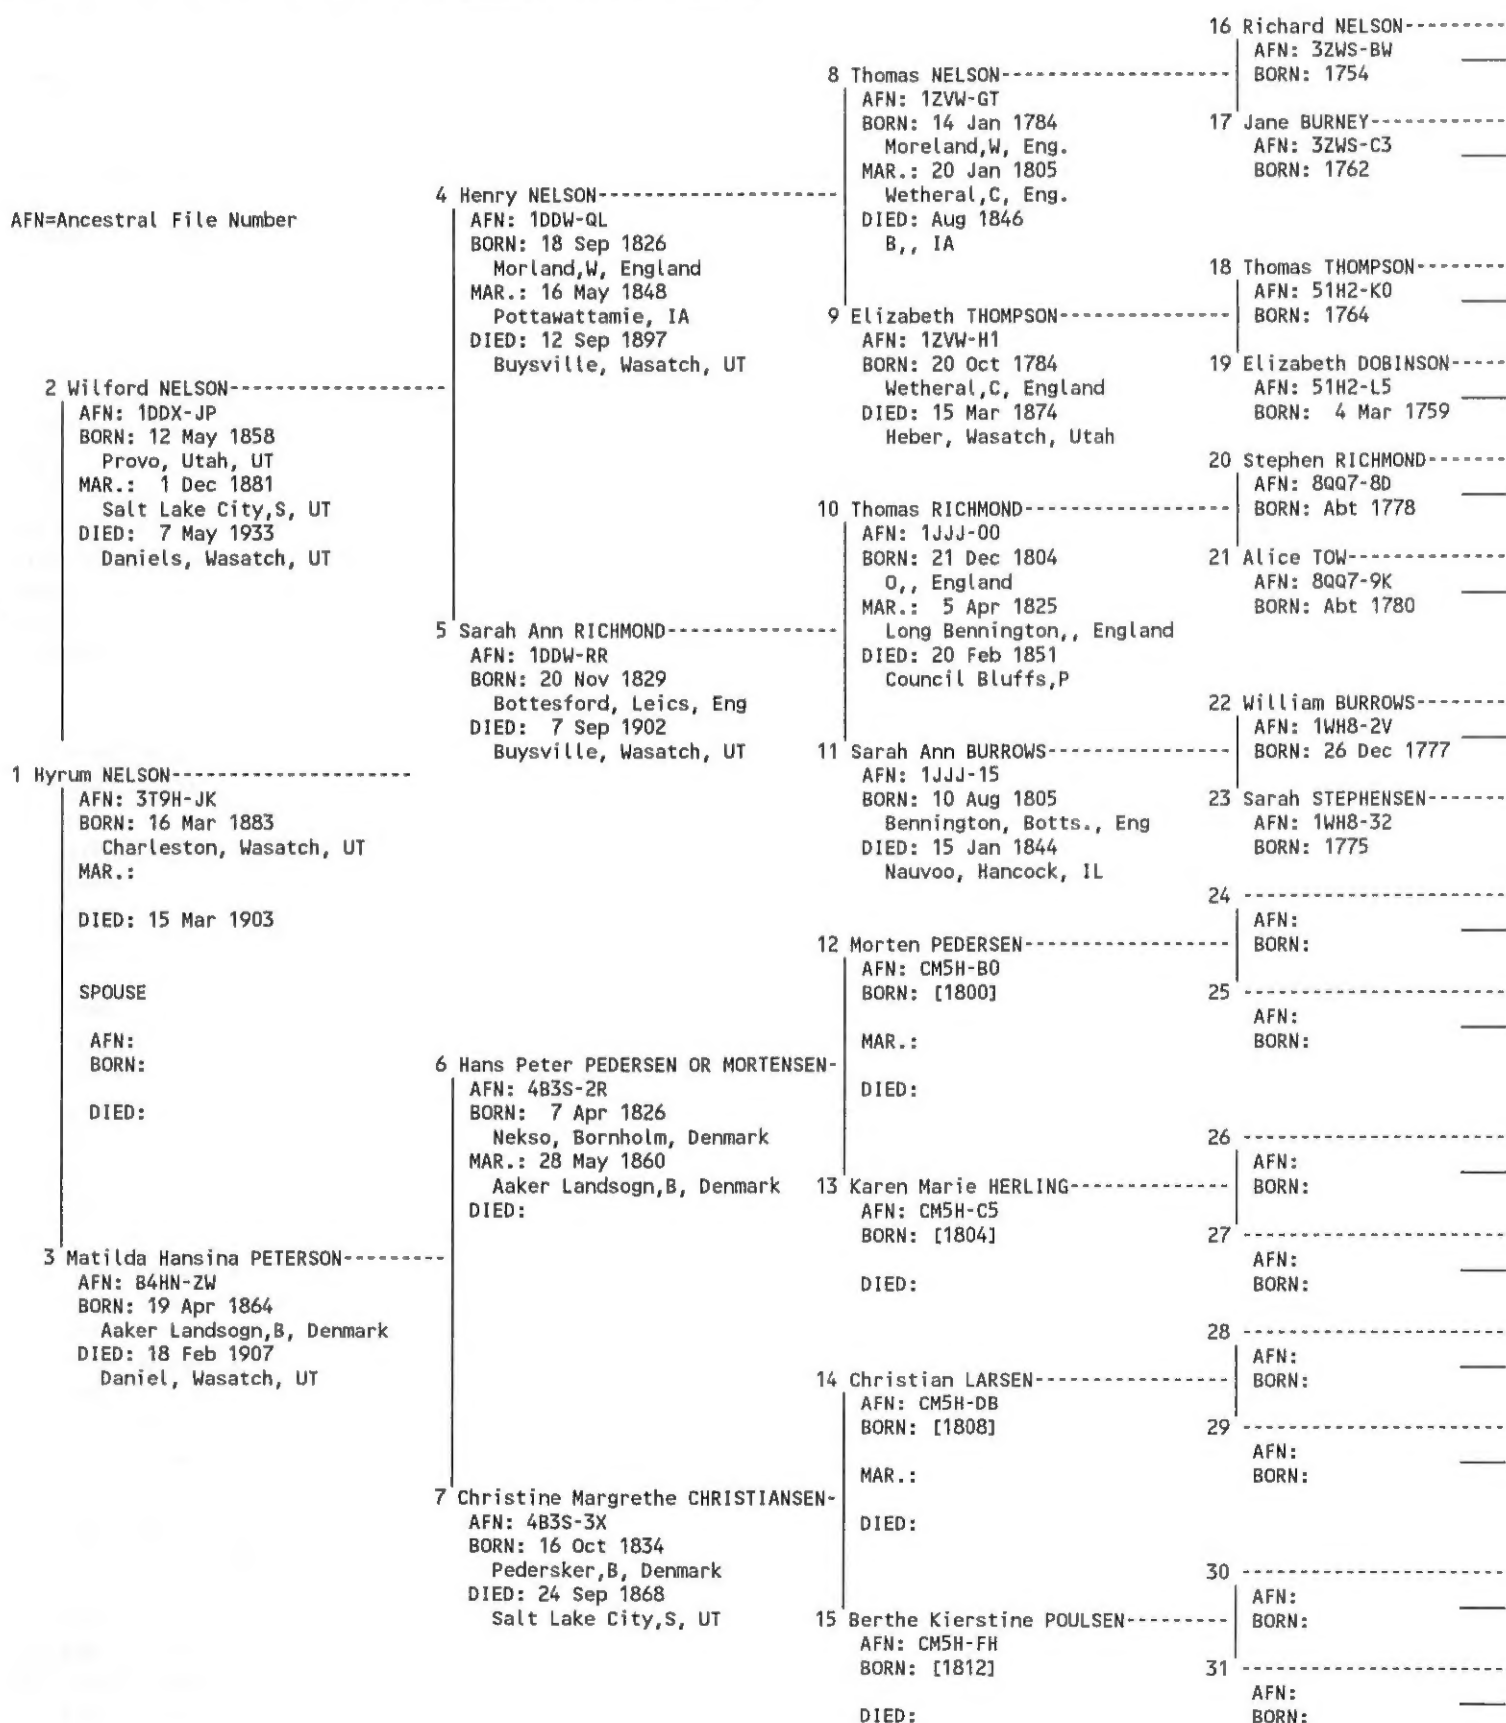 AFN=Ancestral File Number
1 Hyrum NELSON
AFN: 3T9H-JK
BORN: 16 Mar 1883
Charleston, Wasatch, UT
MAR.:
DIED: 15 Mar 1903
SPOUSE
AFN:
BORN:
DIED:
2 Wilford NELSON
AFN: 1DDX-JP
BORN: 12 May 1858
Provo, Utah, UT
MAR.: 1 Dec 1881
Salt Lake City,S, UT
DIED: 7 May 1933
Daniels, Wasatch, UT
3 Matilda Hansina PETERSON
AFN: B4HN-ZW
BORN: 19 Apr 1864
Aaker Landsogn,B, Denmark
DIED: 18 Feb 1907
Daniel, Wasatch, UT
4 Henry NELSON
AFN: 1DDW-QL
BORN: 18 Sep 1826
Morland,W, England
MAR.: 16 May 1848
Pottawattamie, IA
DIED: 12 Sep 1897
Buysville, Wasatch, UT
5 Sarah Ann RICHMOND
AFN: 1DDW-RR
BORN: 20 Nov 1829
Bottesford, Leics, Eng
DIED: 7 Sep 1902
Buysville, Wasatch, UT
6 Hans Peter PEDERSEN OR MORTENSEN
AFN: 4B3S-2R
BORN: 7 Apr 1826
Nekso, Bornholm, Denmark
MAR.: 28 May 1860
Aaker Landsogn,B, Denmark
DIED:
7 Christine Margrethe CHRISTIANSEN
AFN: 4B3S-3X
BORN: 16 Oct 1834
Pedersker,B, Denmark
DIED: 24 Sep 1868
Salt Lake City,S, UT
8 Thomas NELSON
AFN: 1ZVW-GT
BORN: 14 Jan 1784
Moreland,W, Eng.
MAR.: 20 Jan 1805
Wetheral,C, Eng.
DIED: Aug 1846
B,, IA
9 Elizabeth THOMPSON
AFN: 1ZVW-H1
BORN: 20 Oct 1784
Wetheral,C, England
DIED: 15 Mar 1874
Heber, Wasatch, Utah
10 Thomas RICHMOND
AFN: 1JJJ-00
BORN: 21 Dec 1804
O,, England
MAR.: 5 Apr 1825
Long Bennington,, England
DIED: 20 Feb 1851
Council Bluffs,P
11 Sarah Ann BURROWS
AFN: 1JJJ-15
BORN: 10 Aug 1805
Bennington, Botts., Eng
DIED: 15 Jan 1844
Nauvoo, Hancock, IL
12 Morten PEDERSEN
AFN: CM5H-B0
BORN: [1800]
MAR.:
DIED:
13 Karen Marie HERLING
AFN: CM5H-C5
BORN: [1804]
DIED:
14 Christian LARSEN
AFN: CM5H-DB
BORN: [1808]
MAR.:
DIED:
15 Berthe Kierstine POULSEN
AFN: CM5H-FH
BORN: [1812]
DIED:
16 Richard NELSON
AFN: 3ZWS-BW
BORN: 1754
17 Jane BURNEY
AFN: 3ZWS-C3
BORN: 1762
18 Thomas THOMPSON
AFN: 51H2-K0
BORN: 1764
19 Elizabeth DOBINSON
AFN: 51H2-L5
BORN: 4 Mar 1759
20 Stephen RICHMOND
AFN: 8QQ7-8D
BORN: Abt 1778
21 Alice TOW
AFN: 8QQ7-9K
BORN: Abt 1780
22 William BURROWS
AFN: 1WH8-2V
BORN: 26 Dec 1777
23 Sarah STEPHENSEN
AFN: 1WH8-32
BORN: 1775
24
AFN:
BORN:
25
AFN:
BORN:
26
AFN:
BORN:
27
AFN:
BORN:
28
AFN:
BORN:
29
AFN:
BORN:
30
AFN:
BORN:
31
AFN:
BORN: